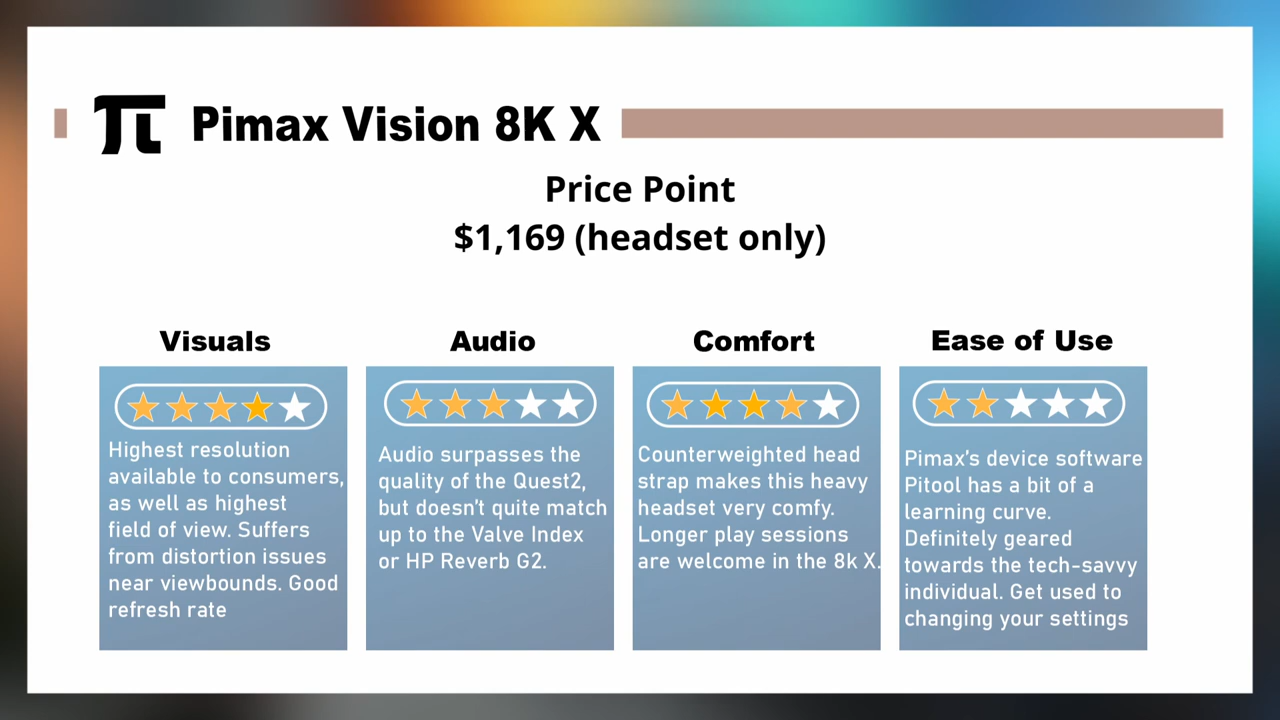 Pimax Vision 8K X
Price Point
$1,169 (headset only)
Visuals
Highest resolution
available to consumers,
as well as highest
field of view. Suffers
from distortion issues
near viewbounds. Good
refresh rate
Audio
Audio surpasses the
quality of the Quest2,
but doesn't quite match
up to the Valve Index
or HP Reverb G2.
Comfort
Counterweighted head
strap makes this heavy
headset very comfy.
Longer play sessions
are welcome in the 8k X.
Ease of Use
Pimax's device software
Pitool has a bit of a
learning curve.
Definitely geared
towards the tech-savvy
individual. Get used to
changing your settings